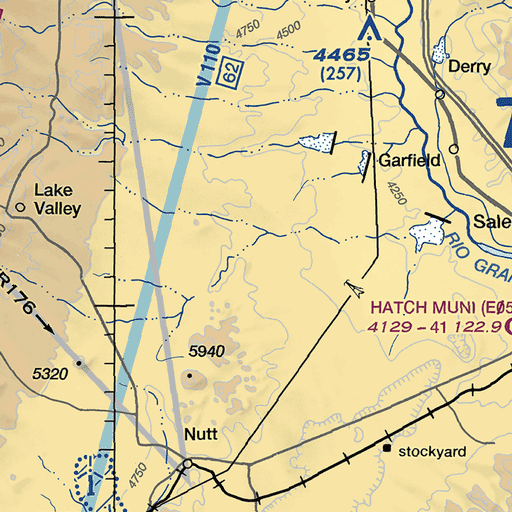 4750
4500
V 110
62
4465
(257)
Derry
Garfield
4250
Lake
Valley
Sale
RIO GRA
R176
HATCH MUNI (E05
4129 - 41 122.9
5320
5940
Nutt
stockyard
4750